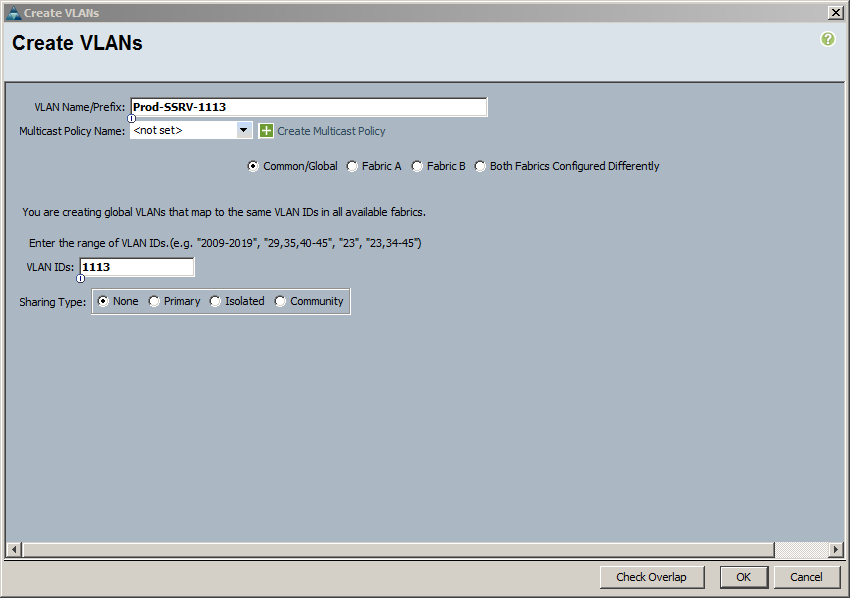 Create VLANs
Create VLANs
VLAN Name/Prefix: Prod-SSRV-1113
Multicast Policy Name: <not set> Create Multicast Policy
Common/Global Fabric A Fabric B Both Fabrics Configured Differently
You are creating global VLANs that map to the same VLAN IDs in all available fabrics.
Enter the range of VLAN IDs.(e.g. "2009-2019", "29,35,40-45", "23", "23,34-45")
VLAN IDs: 1113
Sharing Type: None Primary Isolated Community
Check Overlap OK Cancel